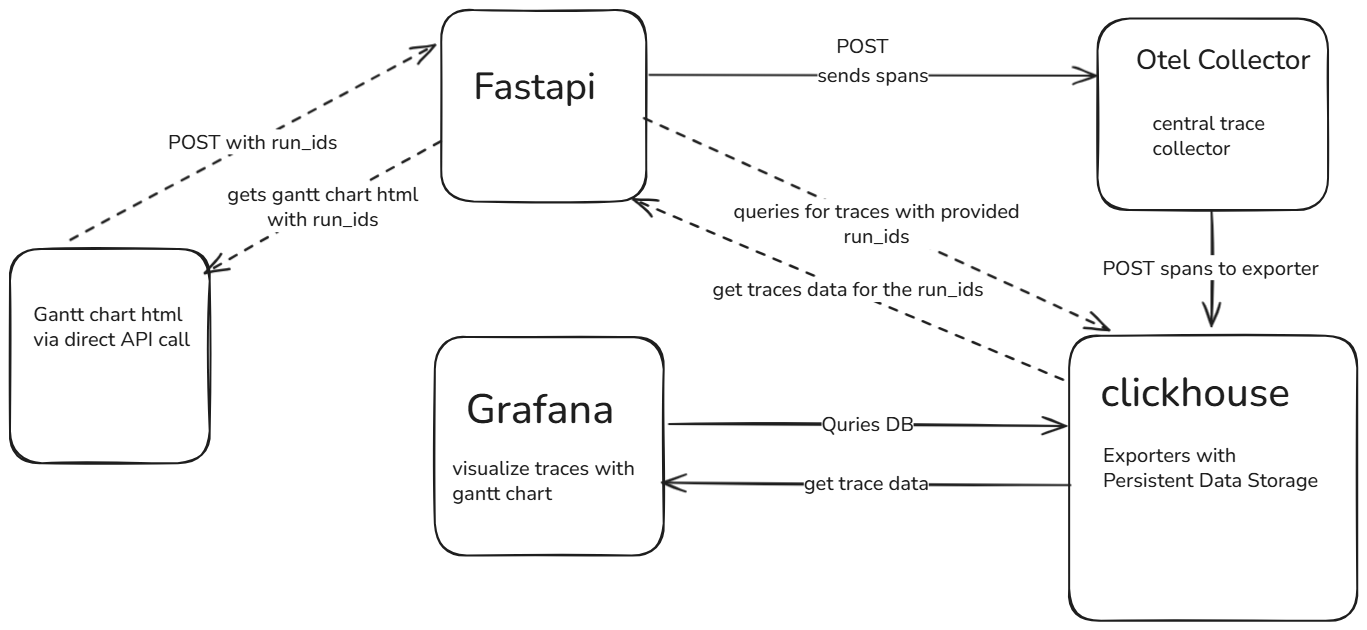 Fastapi
POST
sends spans
Otel Collector
central trace
collector
POST with run_ids
gets gantt chart html
with run_ids
queries for traces with provided
run_ids
get traces data for the run_ids
POST spans to exporter
Gantt chart html
via direct API call
Grafana
visualize traces with
gantt chart
Quries DB
get trace data
clickhouse
Exporters with
Persistent Data Storage